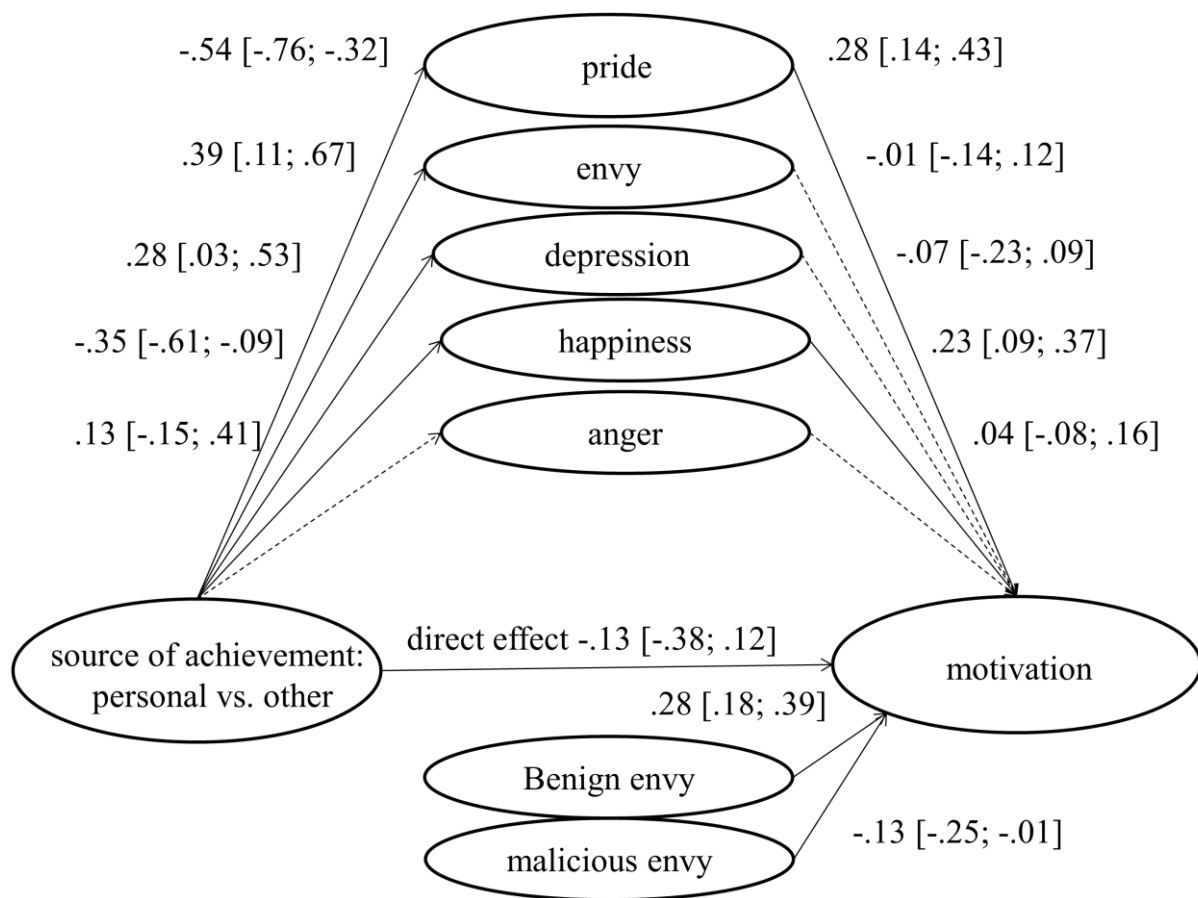 -.54 [-.76; -.32]
pride
.28 [.14; .43]
.39 [.11; .67]
envy
-.01 [-.14; .12]
.28 [.03; .53]
depression
-.07 [-.23; .09]
-.35 [-.61; -.09]
happiness
.23 [.09; .37]
.13 [-.15; .41]
anger
.04 [-.08; .16]
source of achievement:
personal vs. other
direct effect -.13 [-.38; .12]
motivation
.28 [.18; .39]
Benign envy
malicious envy
-.13 [-.25; -.01]